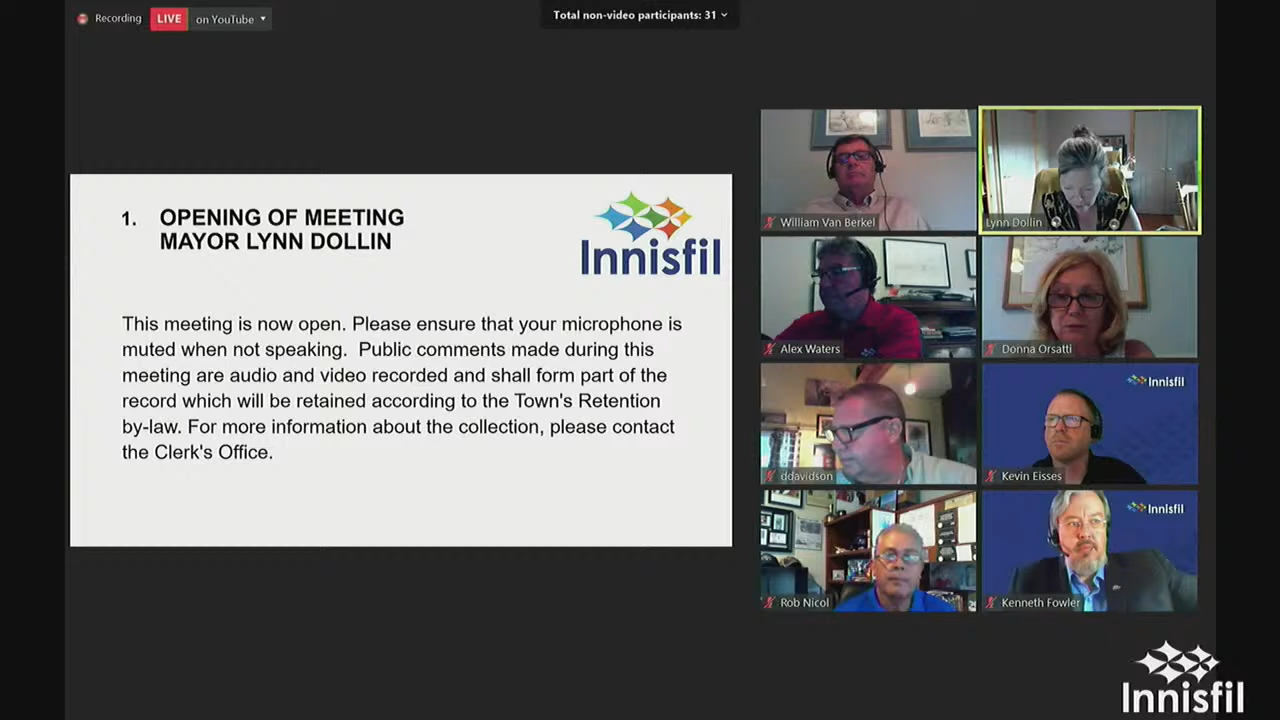 Recording
LIVE on YouTube
Total non-video participants: 31
1. OPENING OF MEETING
MAYOR LYNN DOLLIN
Innisfil
This meeting is now open. Please ensure that your microphone is
muted when not speaking. Public comments made during this
meeting are audio and video recorded and shall form part of the
record which will be retained according to the Town's Retention
by-law. For more information about the collection, please contact
the Clerk's Office.
William Van Berkel
Lynn Dollin
Alex Waters
Donna Orsatti
ddavidson
Innisfil
Kevin Eisses
Rob Nicol
Innisfil
Kenneth Fowler
Innisfil